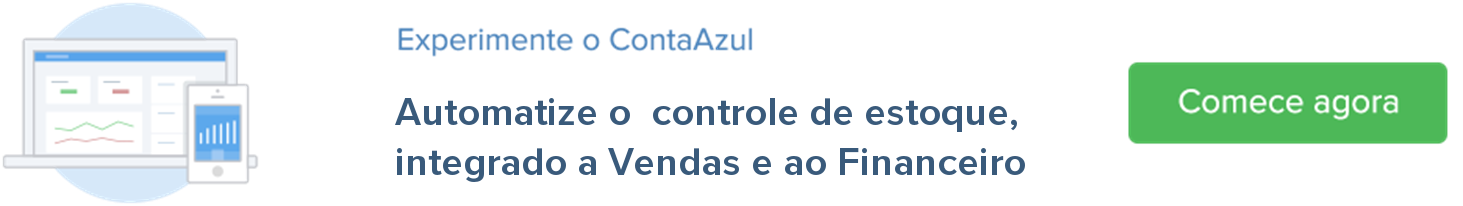 Experimente o ContaAzul
Automatize o  controle de estoque,
integrado a Vendas e ao Financeiro
Comece agora